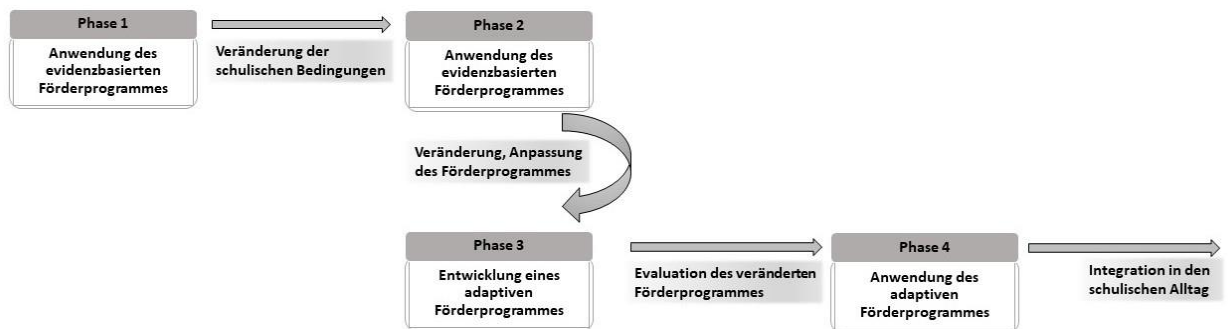 Phase 1
Anwendung des
evidenzbasierten
Förderprogrammes
Veränderung der
schulischen Bedingungen
Phase 2
Anwendung des
evidenzbasierten
Förderprogrammes
Veränderung, Anpassung
des Förderprogrammes
Phase 3
Entwicklung eines
adaptiven
Förderprogrammes
Evaluation des veränderten
Förderprogrammes
Phase 4
Anwendung des
adaptiven
Förderprogrammes
Integration in den
schulischen Alltag